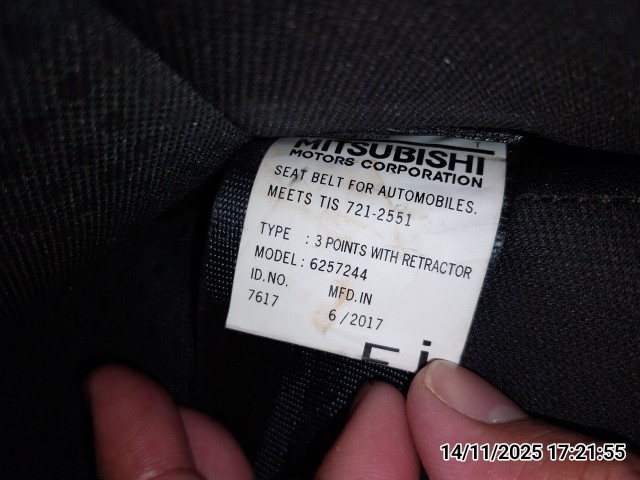 MITSUBISHI
MOTORS CORPORATION
SEAT BELT FOR AUTOMOBILES.
MEETS TIS 721-2551
TYPE : 3 POINTS WITH RETRACTOR
MODEL : 6257244
ID.NO. MFD.IN
7617 6/2017
14/11/2025 17:21:55